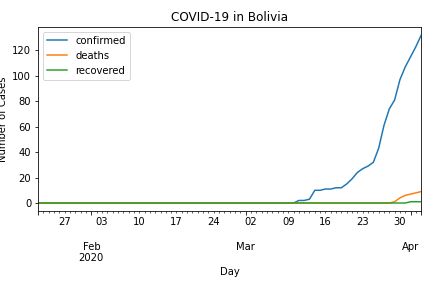 COVID-19 in Bolivia
confirmed
deaths
recovered
120
100
80
60
40
20
0
Number of Cases
27 03 10 17 24 02 09 16 23 30
Feb Mar Apr
2020
Day